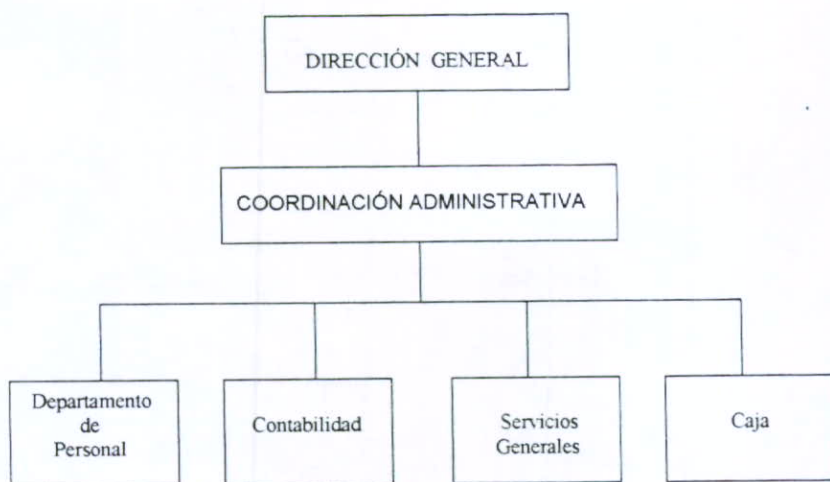 DIRECCIÓN GENERAL
COORDINACIÓN ADMINISTRATIVA
Departamento
de
Personal
Contabilidad
Servicios
Generales
Caja